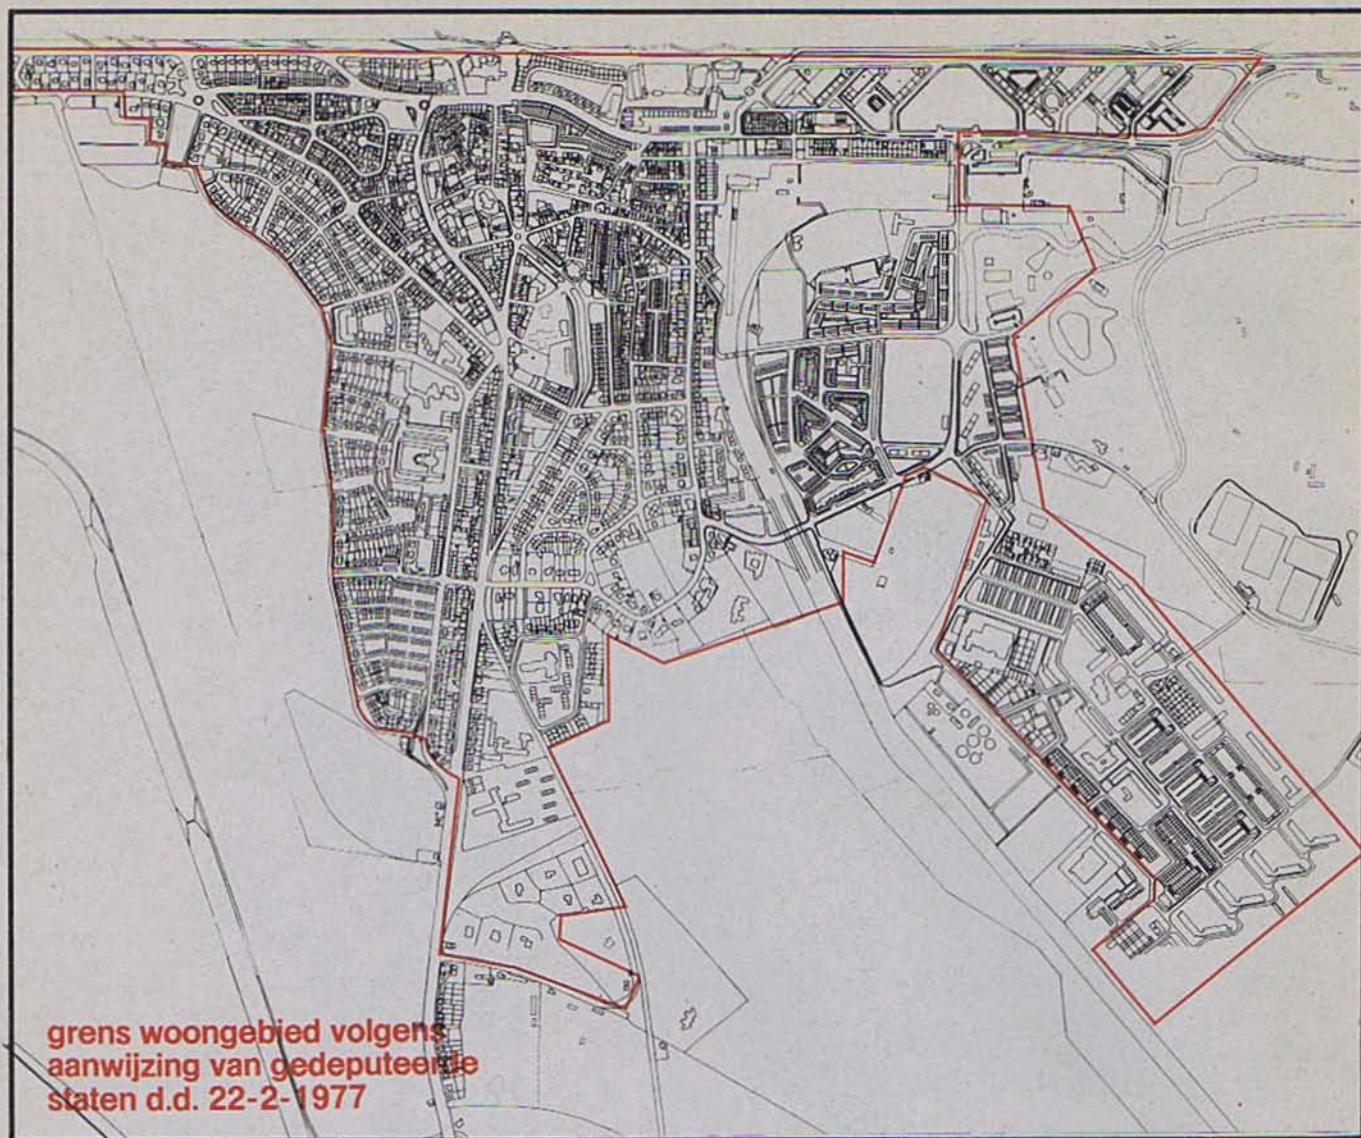 grens woongebied volgens
aanwijzing van gedeputeerde
staten d.d. 22-2-1977